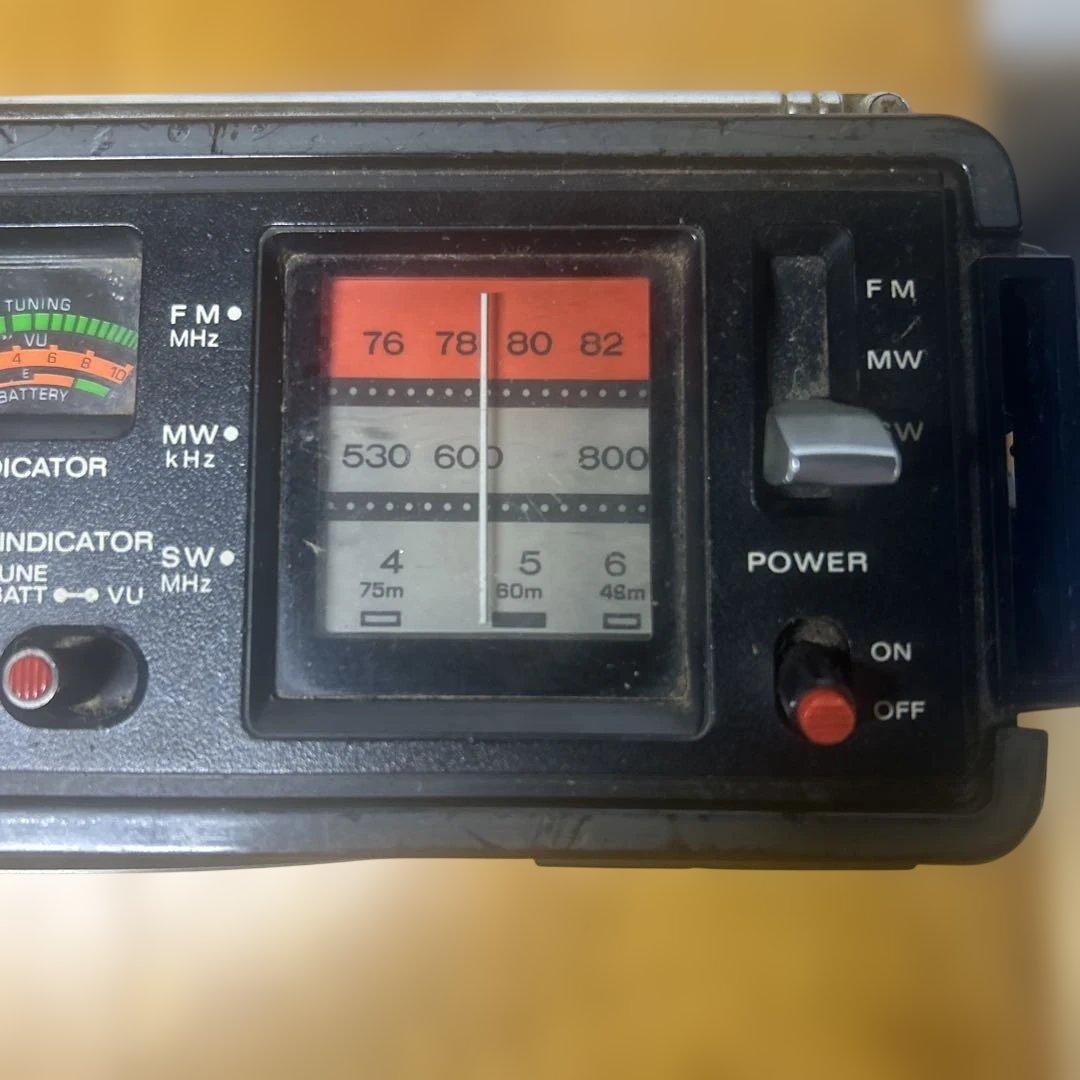 TUNING
VU
4 6 8 10
E F
BATTERY
DICATOR
INDICATOR
UNE
BATT VU
FM
MHz
MW
kHz
SW
MHz
76 78 80 82
530 600 800
4 5 6
75m 60m 49m
FM
MW
SW
POWER
ON
OFF